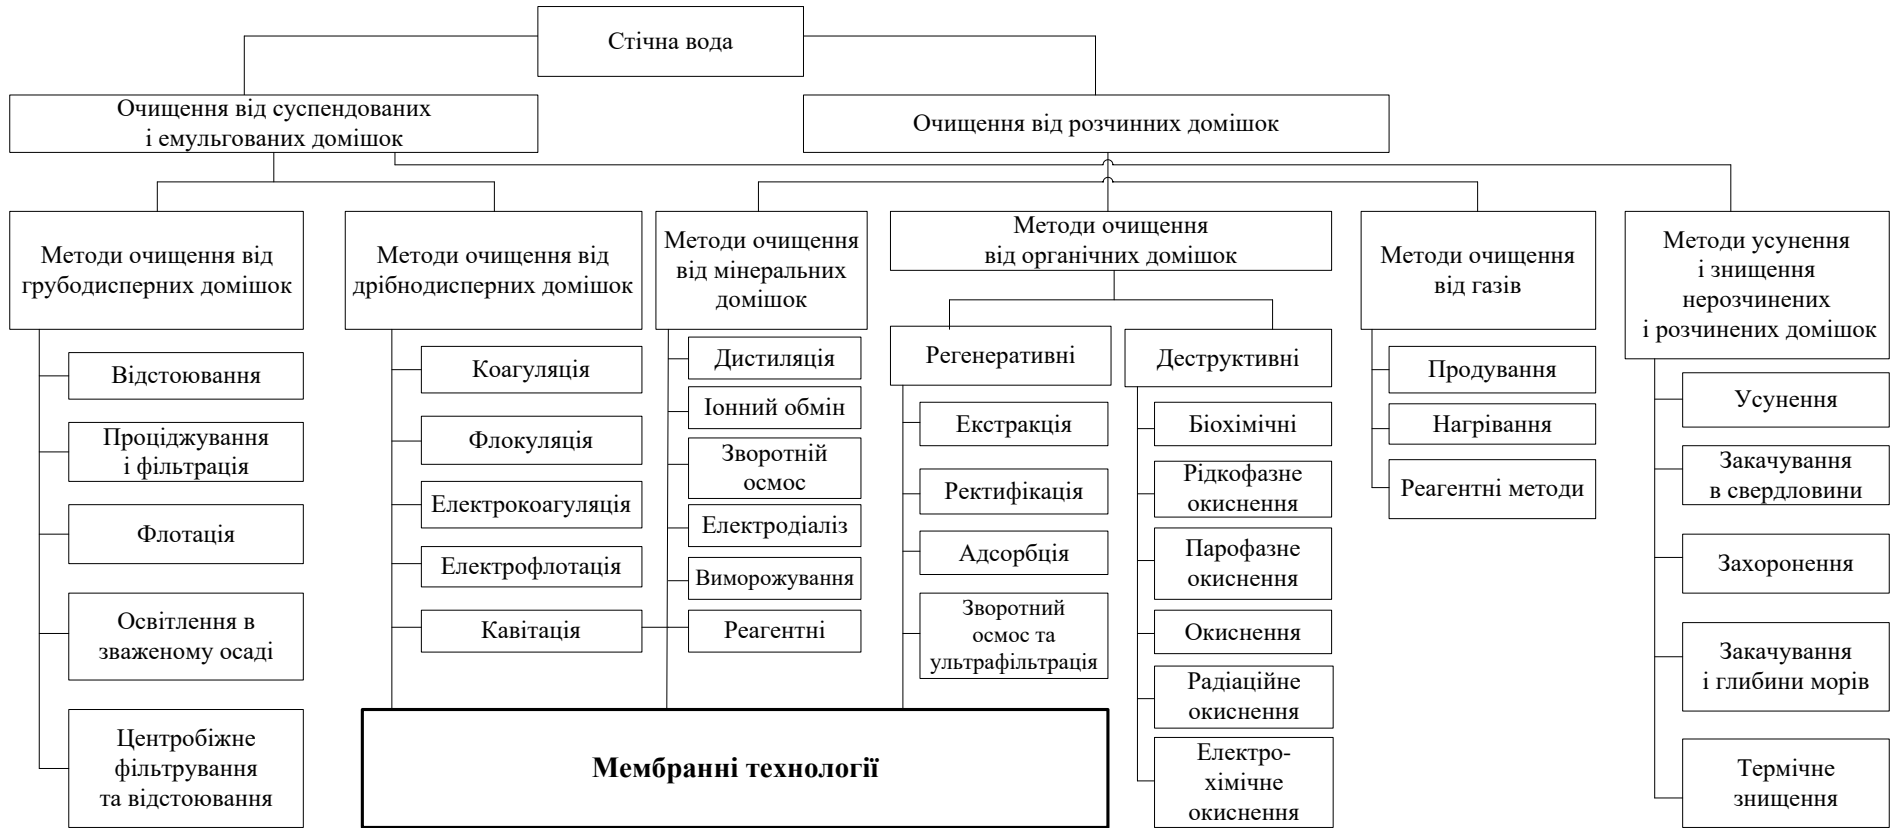 Стічна вода
Очищення від суспендованих
і емульгованих домішок
Очищення від розчинних домішок
Методи очищення від
грубодисперних домішок
Методи очищення від
дрібнодисперних домішок
Методи очищення
від мінеральних
домішок
Методи очищення
від органічних домішок
Методи очищення
від газів
Методи усунення
і знищення
нерозчинених
і розчинених домішок
Відстоювання
Проціджування
і фільтрація
Флотація
Освітлення в
зваженому осаді
Центробіжне
фільтрування
та відстоювання
Коагуляція
Флокуляція
Електрокоагуляція
Електрофлотація
Кавітація
Дистиляція
Іонний обмін
Зворотній
осмос
Електродіаліз
Виморожування
Реагентні
Регенеративні
Екстракція
Ректифікація
Адсорбція
Зворотний
осмос та
ультрафільтрація
Деструктивні
Біохімічні
Рідкофазне
окиснення
Парофазне
окиснення
Окиснення
Радіаційне
окиснення
Електро-
хімічне
окиснення
Продування
Нагрівання
Реагентні методи
Усунення
Закачування
в свердловини
Захоронення
Закачування
і глибини морів
Термічне
знищення
Мембранні технології